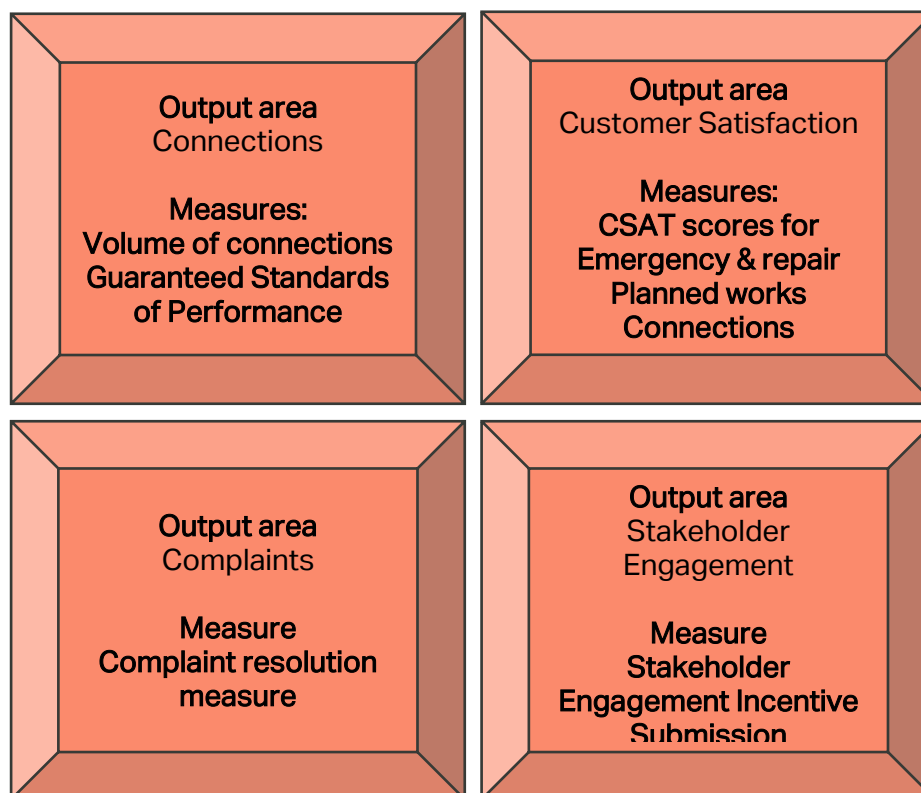 Output area
Connections
Measures:
Volume of connections
Guaranteed Standards
of Performance
Output area
Customer Satisfaction
Measures:
CSAT scores for
Emergency & repair
Planned works
Connections
Output area
Complaints
Measure
Complaint resolution
measure
Output area
Stakeholder
Engagement
Measure
Stakeholder
Engagement Incentive
Submission